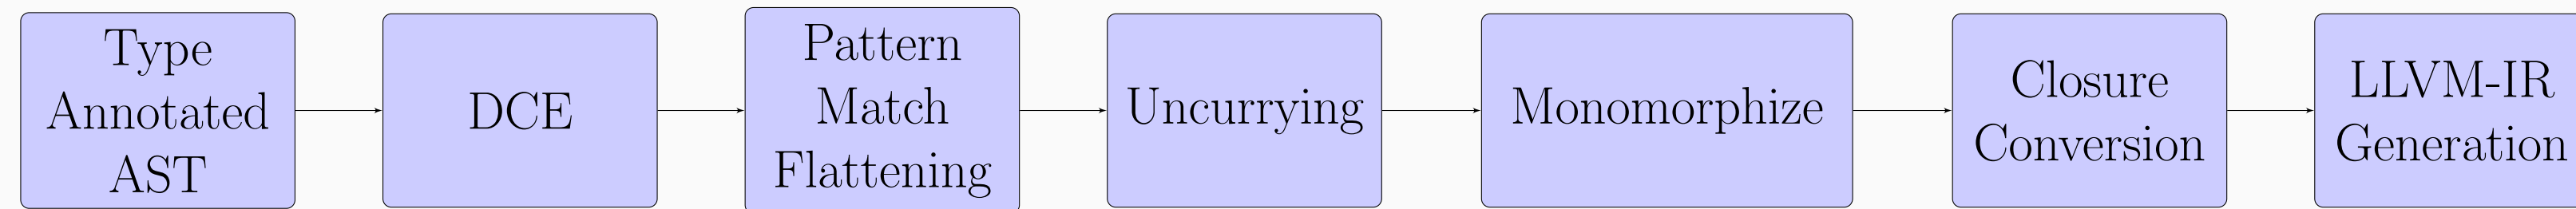 Type
Annotated
AST
DCE
Pattern
Match
Flattening
Uncurrying
Monomorphize
Closure
Conversion
LLVM-IR
Generation